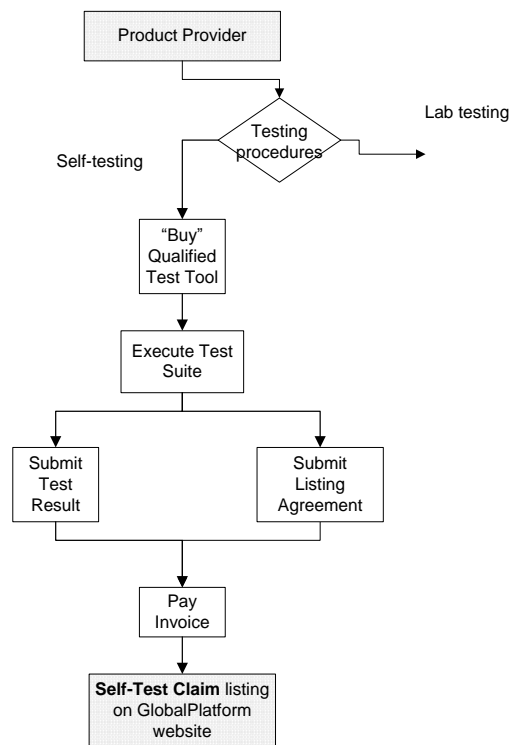 Product Provider
Testing
procedures
Lab testing
Self-testing
“Buy”
Qualified
Test Tool
Execute Test
Suite
Submit
Test
Result
Submit
Listing
Agreement
Pay
Invoice
Self-Test Claim listing
on GlobalPlatform
website